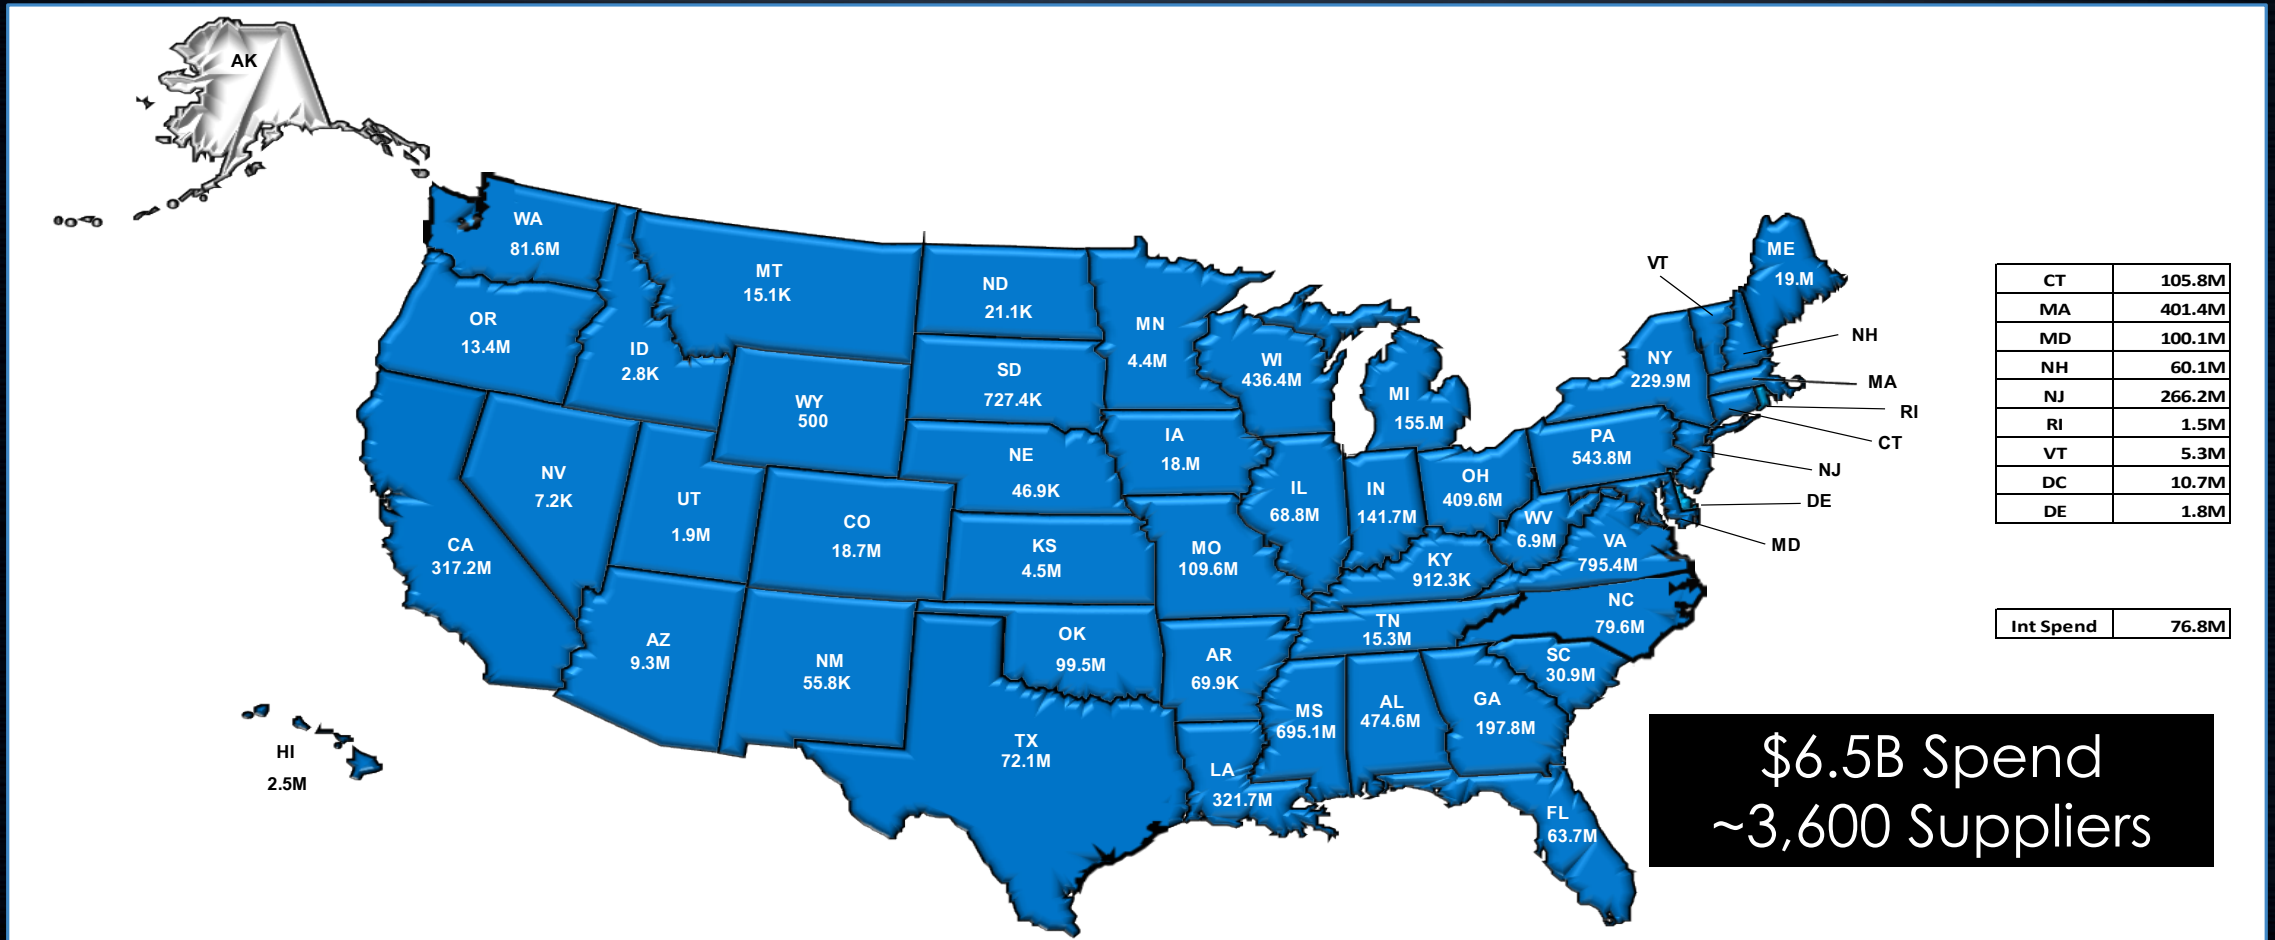 AK
WA
81.6M
MT
15.1K
ND
21.1K
MN
4.4M
VT
ME
19.M
OR
13.4M
ID
2.8K
SD
727.4K
WI
436.4M
MI
155.M
NY
229.9M
NH
MA
RI
CT
NJ
DE
MD
WY
500
NE
46.9K
IA
18.M
PA
543.8M
NV
7.2K
UT
1.9M
CO
18.7M
KS
4.5M
MO
109.6M
IL
68.8M
IN
141.7M
OH
409.6M
WV
6.9M
VA
795.4M
KY
912.3K
CA
317.2M
AZ
9.3M
NM
55.8K
OK
99.5M
AR
69.9K
TN
15.3M
NC
79.6M
SC
30.9M
MS
695.1M
AL
474.6M
GA
197.8M
TX
72.1M
LA
321.7M
FL
63.7M
HI
2.5M
CT 105.8M
MA 401.4M
MD 100.1M
NH 60.1M
NJ 266.2M
RI 1.5M
VT 5.3M
DC 10.7M
DE 1.8M
Int Spend 76.8M
$6.5B Spend
~3,600 Suppliers